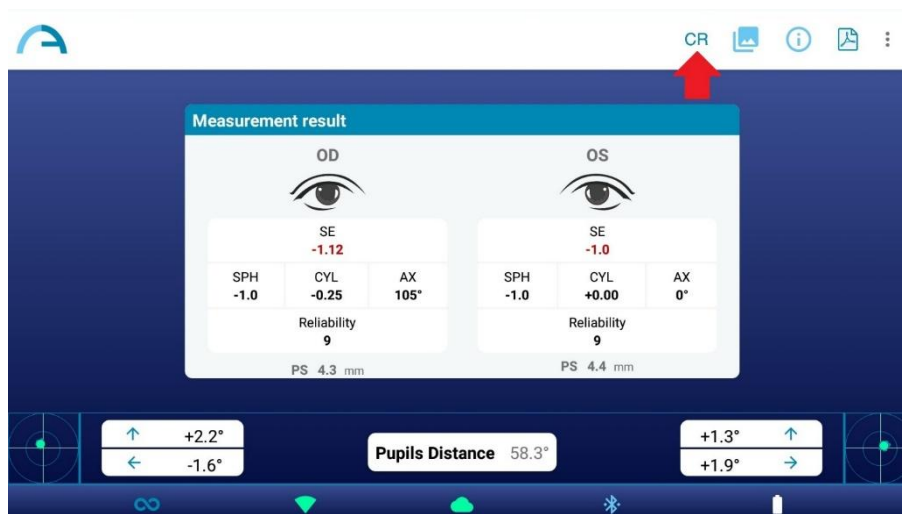 CR
Measurement result
OD
OS
SE
-1.12
SE
-1.0
SPH
CYL
AX
-1.0
-0.25
105°
SPH
CYL
AX
-1.0
+0.00
0°
Reliability
9
Reliability
9
PS 4.3 mm
PS 4.4 mm
+2.2°
-1.6°
Pupils Distance 58.3°
+1.3°
+1.9°